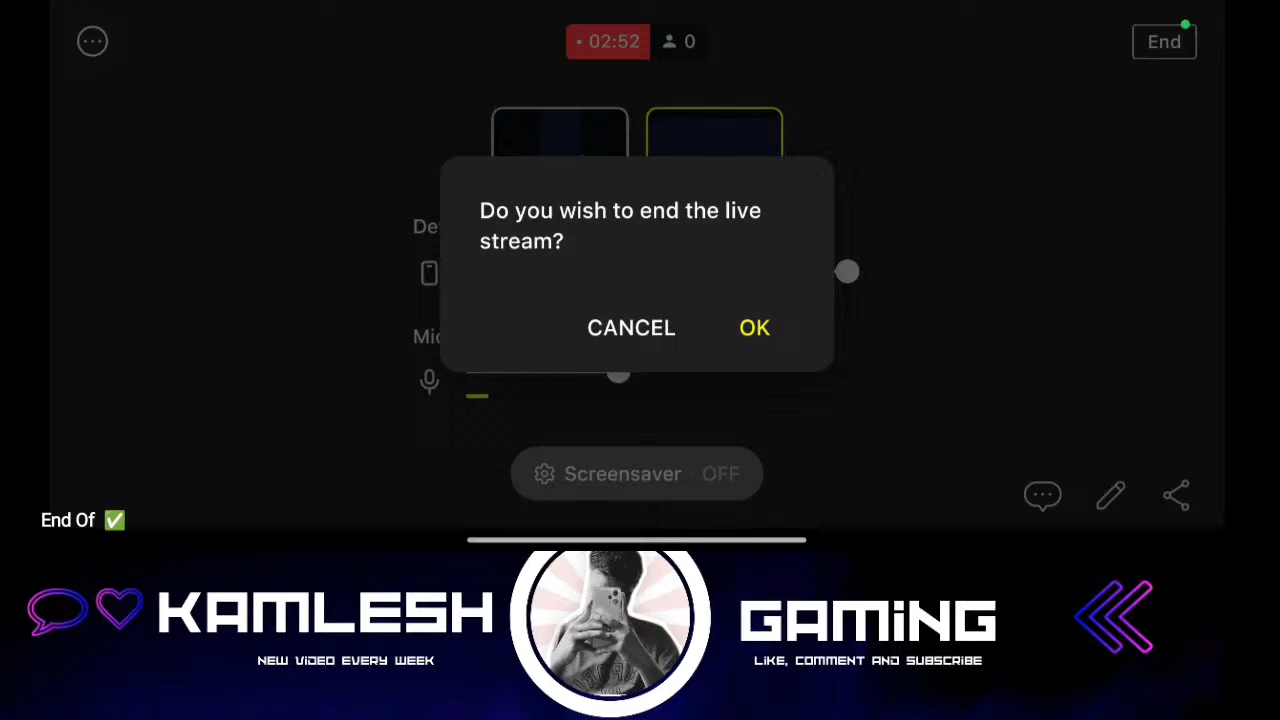 02:52
0
End
Do you wish to end the live
stream?
CANCEL
OK
Screensaver · OFF
End Of ✅
KAMLESH
GAMiNG
NEW VIDEO EVERY WEEK
LIKE, COMMENT AND SUBSCRIBE